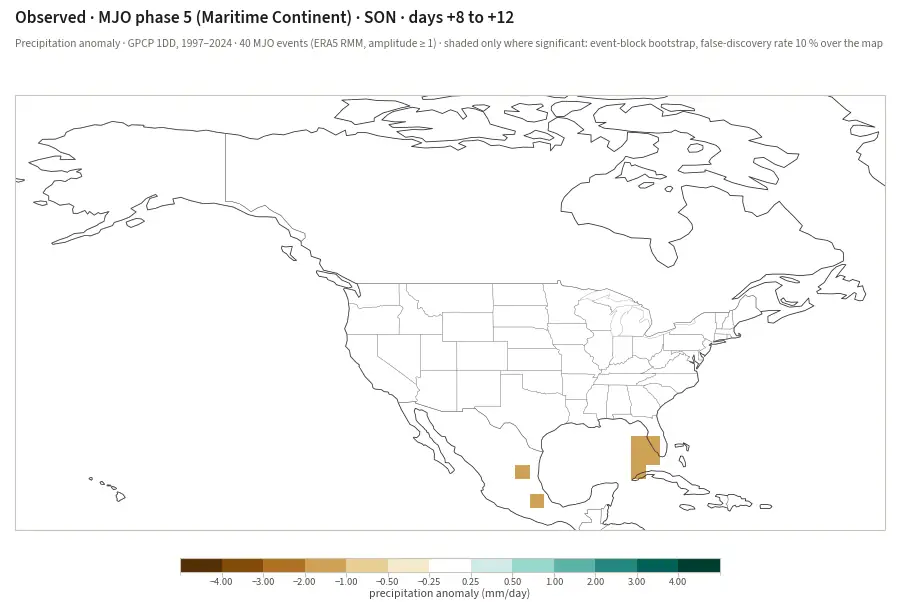 Observed · MJO phase 5 (Maritime Continent) · SON · days +8 to +12
Precipitation anomaly · GPCP 1DD, 1997–2024 · 40 MJO events (ERA5 RMM, amplitude ≥ 1) · shaded only where significant: event-block bootstrap, false-discovery rate 10 % over the map
−4.00 −3.00 −2.00 −1.00 −0.50 −0.25 0.25 0.50 1.00 2.00 3.00 4.00
precipitation anomaly (mm/day)